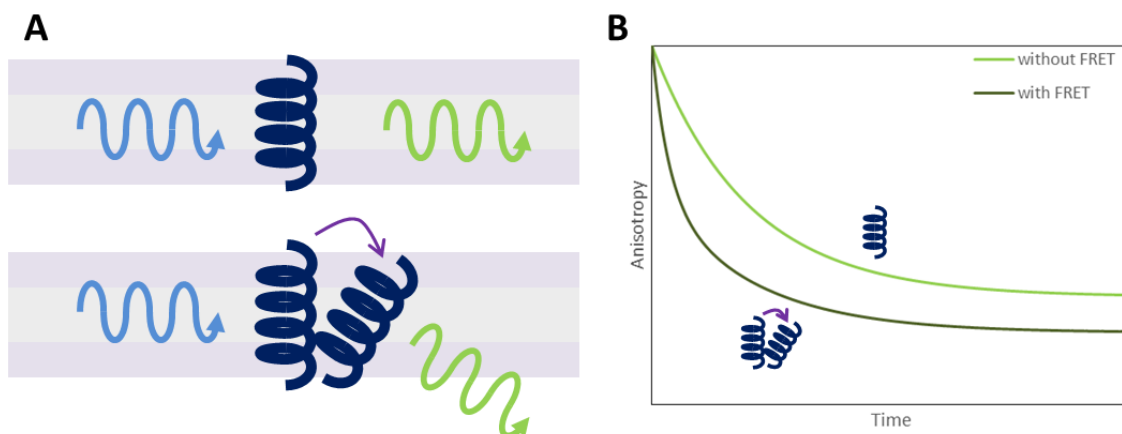 A
B
without FRET
with FRET
Anisotropy
Time